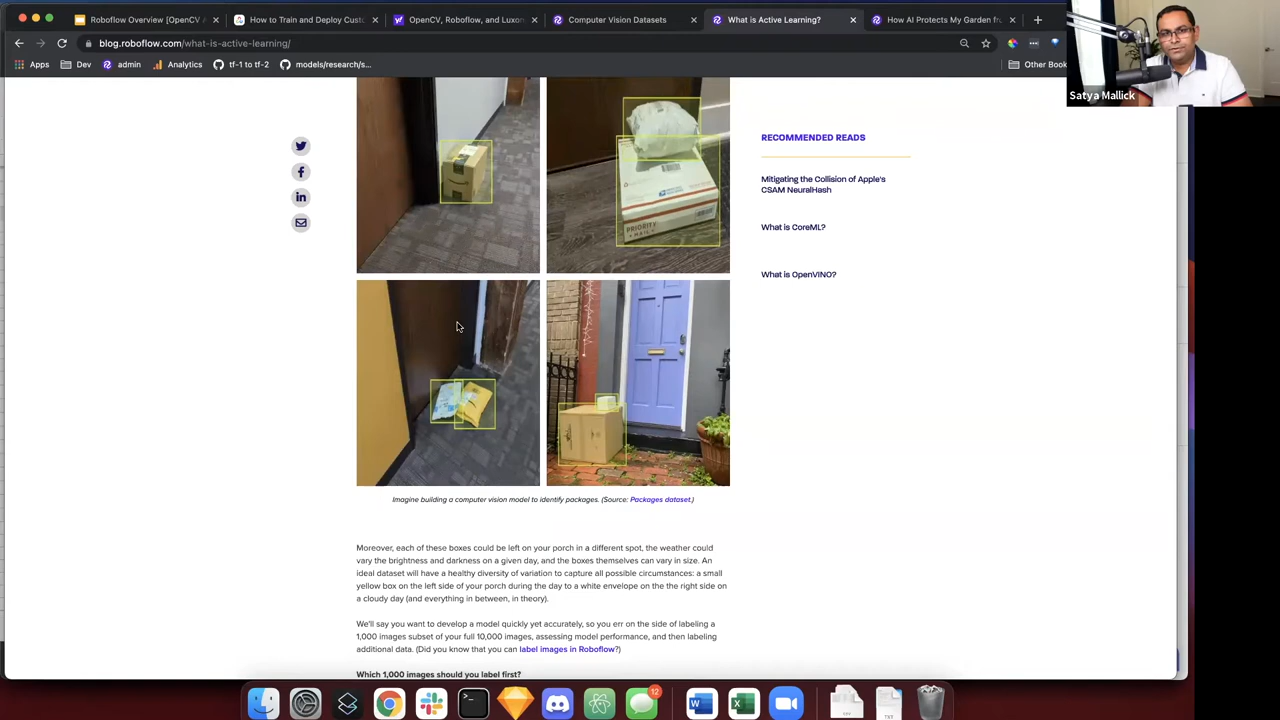 Roboflow Overview [OpenCV A
How to Train and Deploy Custo
OpenCV, Roboflow, and Luxon
Computer Vision Datasets
What is Active Learning?
How AI Protects My Garden fr
blog.roboflow.com/what-is-active-learning/
Apps
Dev
admin
Analytics
tf-1 to tf-2
models/research/s...
Other Book
Satya Mallick
RECOMMENDED READS
Mitigating the Collision of Apple's
CSAM NeuralHash
What is CoreML?
What is OpenVINO?
PRIORITY
MAIL
Imagine building a computer vision model to identify packages. (Source: Packages dataset.)
Moreover, each of these boxes could be left on your porch in a different spot, the weather could
vary the brightness and darkness on a given day, and the boxes themselves can vary in size. An
ideal dataset will have a healthy diversity of variation to capture all possible circumstances: a small
yellow box on the left side of your porch during the day to a white envelope on the the right side on
a cloudy day (and everything in between, in theory).
We'll say you want to develop a model quickly yet accurately, so you err on the side of labeling a
1,000 images subset of your full 10,000 images, assessing model performance, and then labeling
additional data. (Did you know that you can label images in Roboflow?)
Which 1,000 images should you label first?
12
CSV
TXT